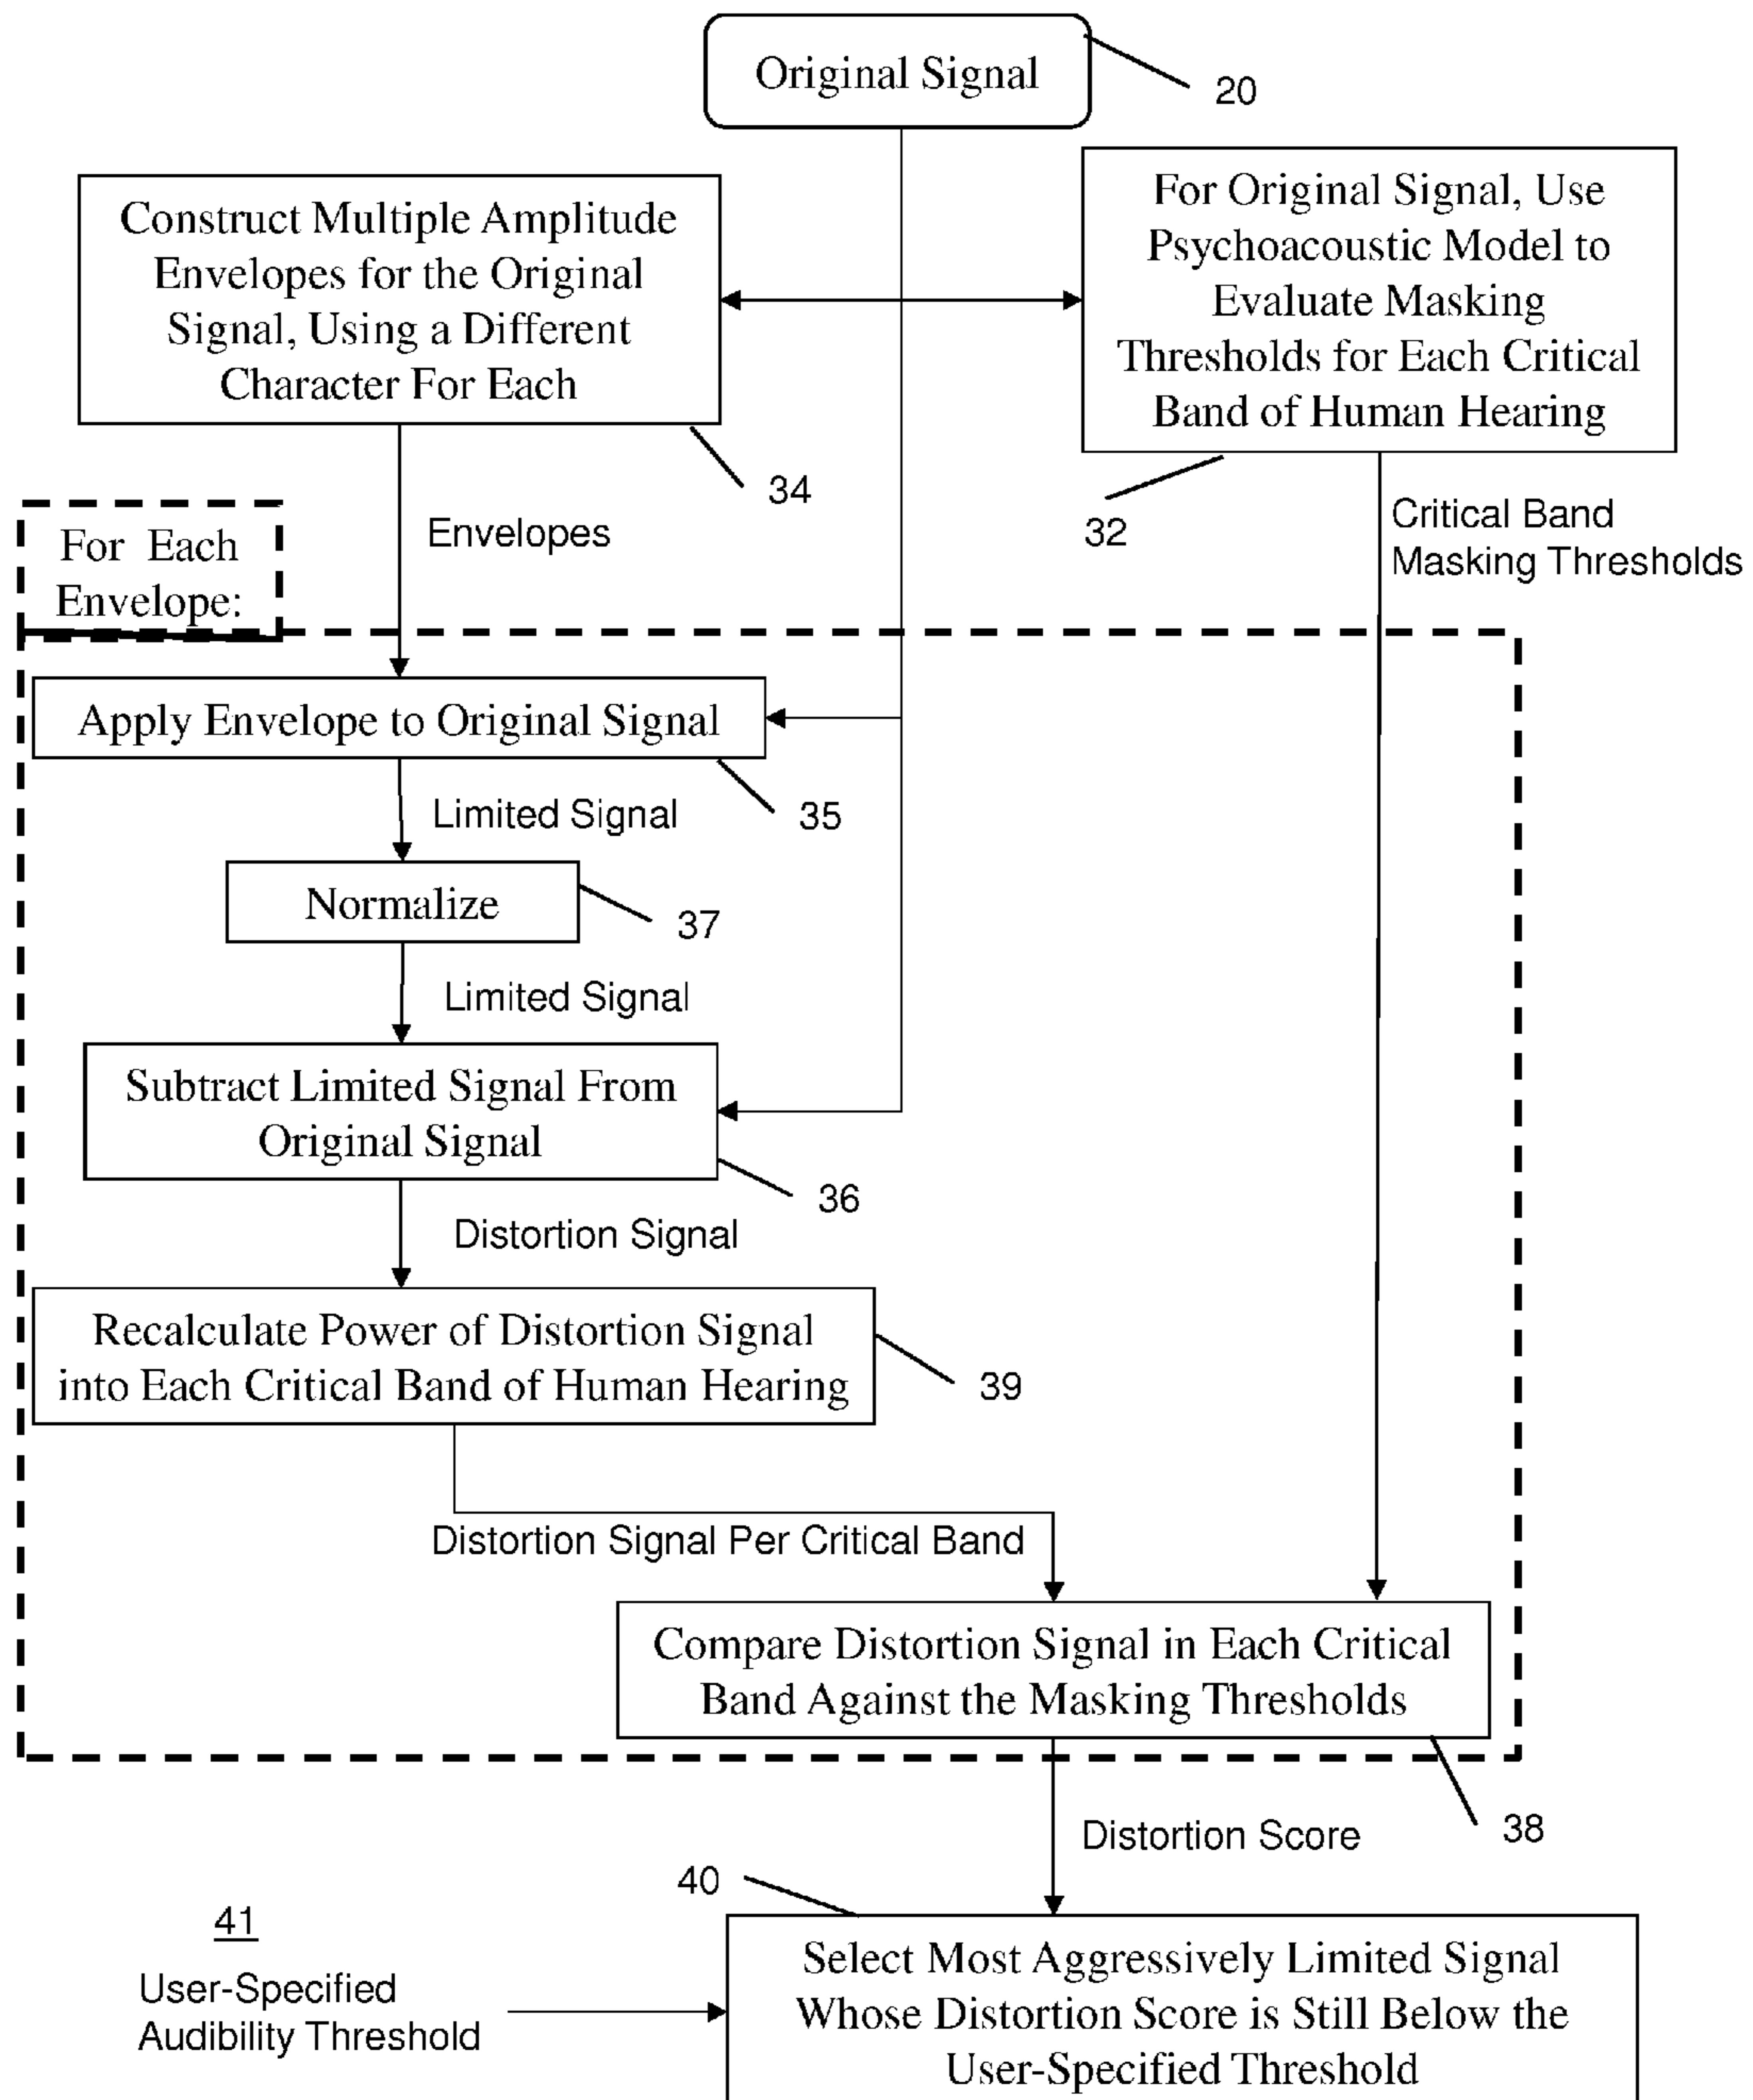 Original Signal
20
Construct Multiple Amplitude
Envelopes for the Original
Signal, Using a Different
Character For Each
34
For Original Signal, Use
Psychoacoustic Model to
Evaluate Masking
Thresholds for Each Critical
Band of Human Hearing
32
Envelopes
Critical Band
Masking Thresholds
For Each
Envelope:
Apply Envelope to Original Signal
35
Limited Signal
Normalize
37
Limited Signal
Subtract Limited Signal From
Original Signal
36
Distortion Signal
Recalculate Power of Distortion Signal
into Each Critical Band of Human Hearing
39
Distortion Signal Per Critical Band
Compare Distortion Signal in Each Critical
Band Against the Masking Thresholds
38
Distortion Score
40
41
User-Specified
Audibility Threshold
Select Most Aggressively Limited Signal
Whose Distortion Score is Still Below the
User-Specified Threshold